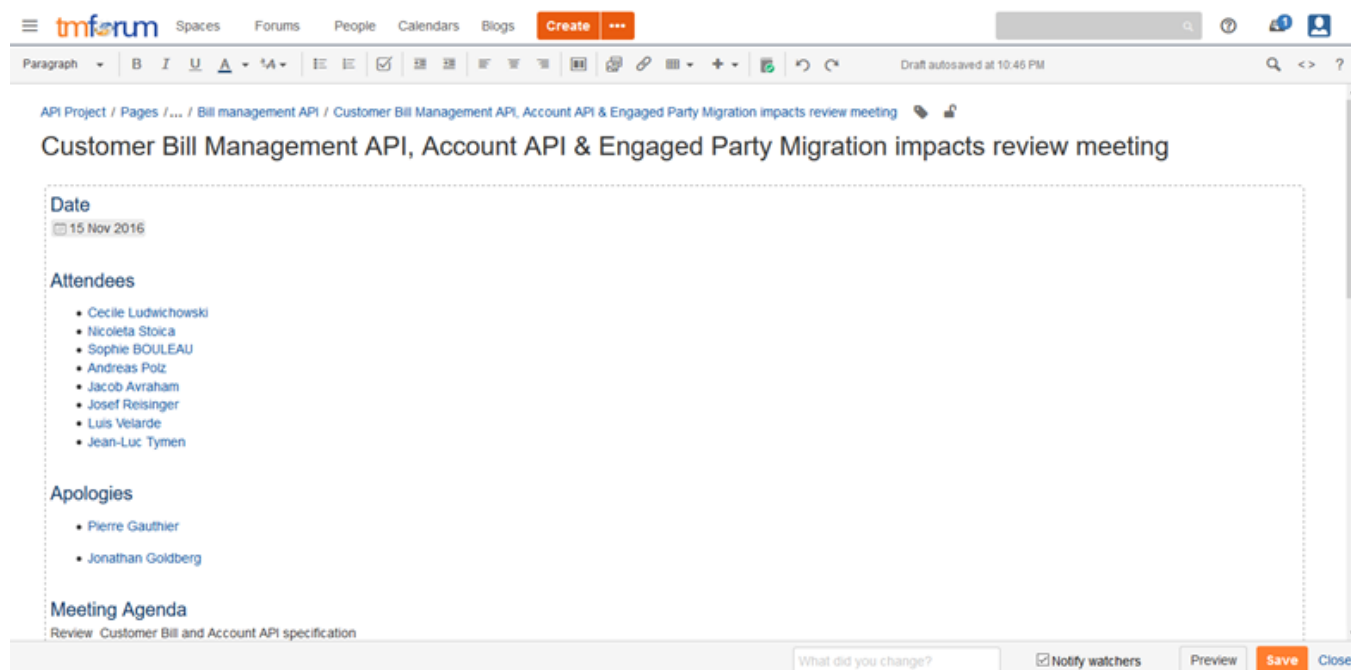 tmforum Spaces Forums People Calendars Blogs Create ••• 1
Paragraph B I U A Draft autosaved at 10:46 PM <> ?
API Project / Pages /... / Bill management API / Customer Bill Management API, Account API & Engaged Party Migration impacts review meeting
Customer Bill Management API, Account API & Engaged Party Migration impacts review meeting
Date
15 Nov 2016
Attendees
• Cecile Ludwichowski
• Nicoleta Stoica
• Sophie BOULEAU
• Andreas Polz
• Jacob Avraham
• Josef Reisinger
• Luis Velarde
• Jean-Luc Tymen
Apologies
• Pierre Gauthier
• Jonathan Goldberg
Meeting Agenda
Review Customer Bill and Account API specification
What did you change? Notify watchers Preview Save Close